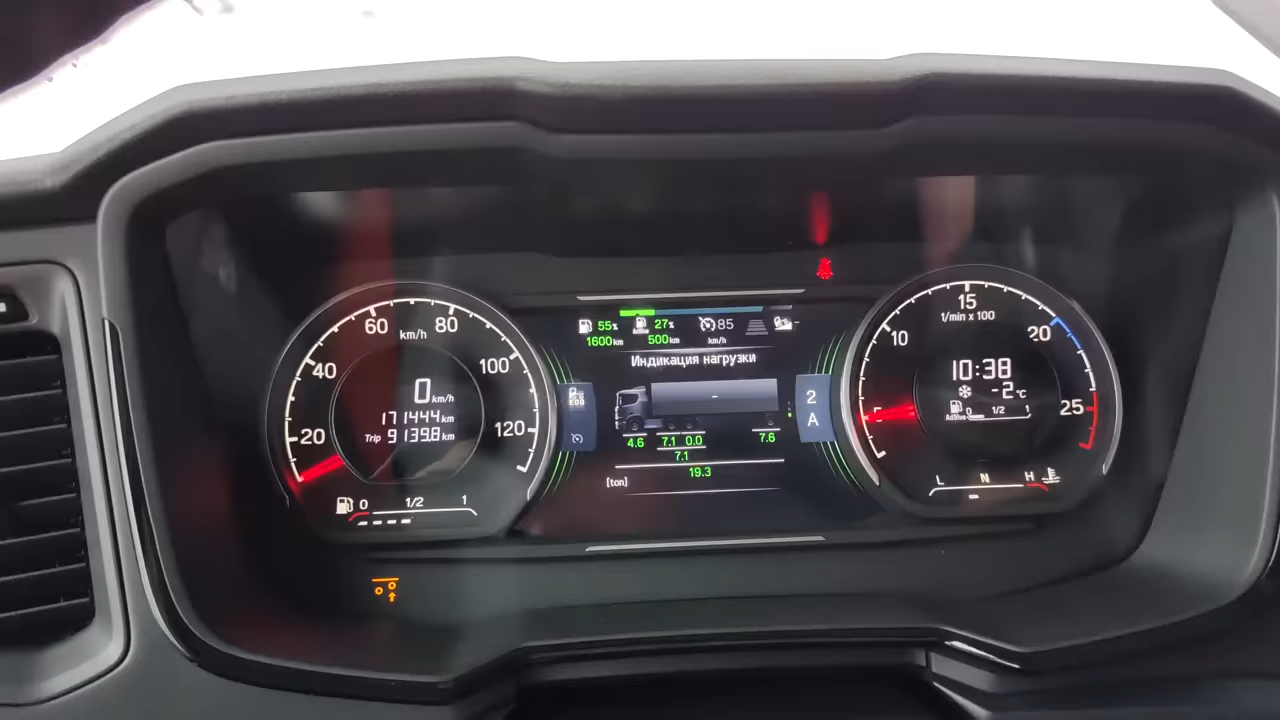 20
40
60
80
100
120
km/h
0 km/h
171444 km
Trip 9139.8 km
0 1/2 1
55%
1600 km
AdBlue
27%
500 km
85
km/h
Индикация нагрузки
-
4.6
7.1 0.0
7.1
7.6
19.3
[ton]
ECO
2
A
5
10
15
20
25
1/min x 100
10:38
-2 °C
AdBlue 0 1/2 1
L N H